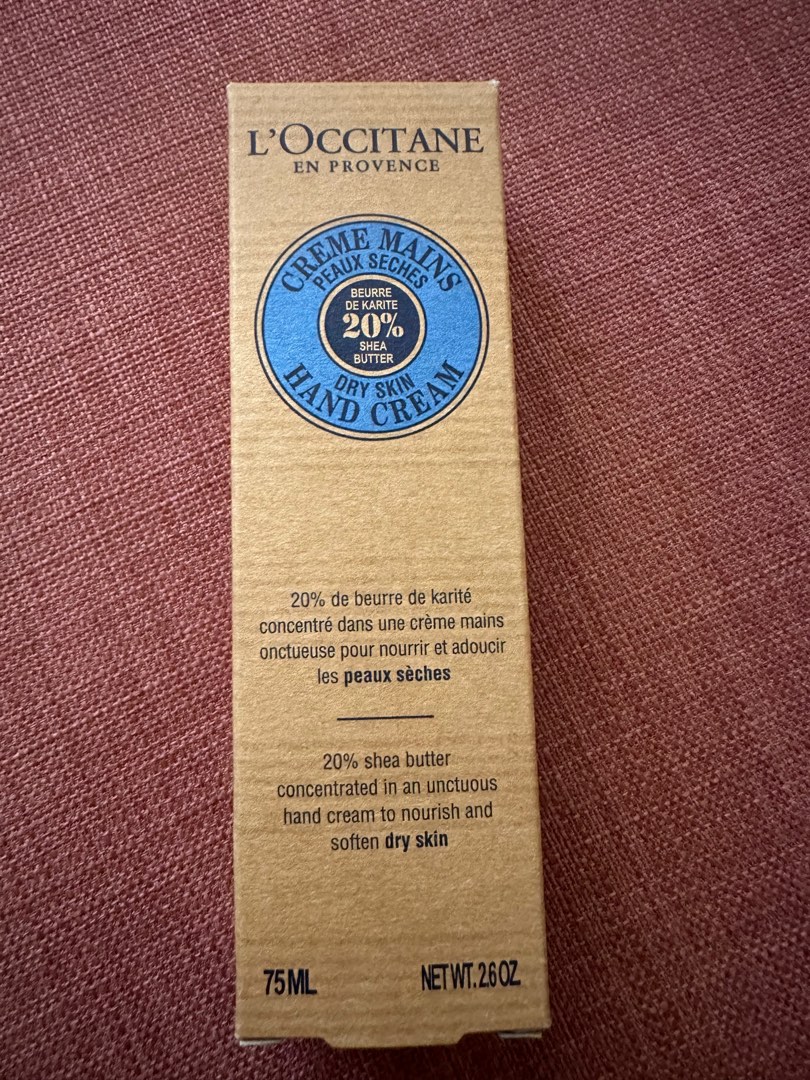 L'OCCITANE
EN PROVENCE
CREME MAINS
PEAUX SECHES
BEURRE
DE KARITE
20%
SHEA
BUTTER
DRY SKIN
HAND CREAM
20% de beurre de karité
concentré dans une crème mains
onctueuse pour nourrir et adoucir
les peaux sèches
20% shea butter
concentrated in an unctuous
hand cream to nourish and
soften dry skin
75ML NET WT. 2.6 OZ.